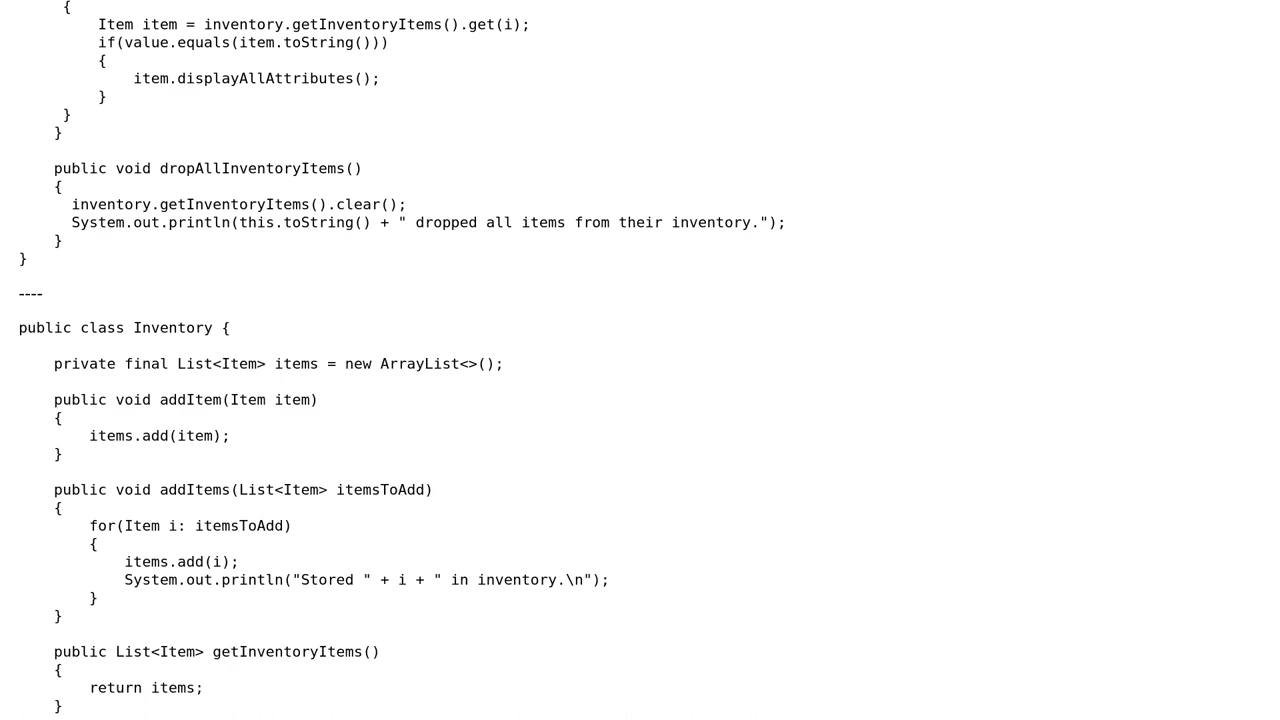 {
Item item = inventory.getInventoryItems().get(i);
if(value.equals(item.toString()))
{
item.displayAllAttributes();
}
}
}
public void dropAllInventoryItems()
{
inventory.getInventoryItems().clear();
System.out.println(this.toString() + " dropped all items from their inventory.");
}
}
----
public class Inventory {
private final List<Item> items = new ArrayList<>();
public void addItem(Item item)
{
items.add(item);
}
public void addItems(List<Item> itemsToAdd)
{
for(Item i: itemsToAdd)
{
items.add(i);
System.out.println("Stored " + i + " in inventory.\n");
}
}
public List<Item> getInventoryItems()
{
return items;
}